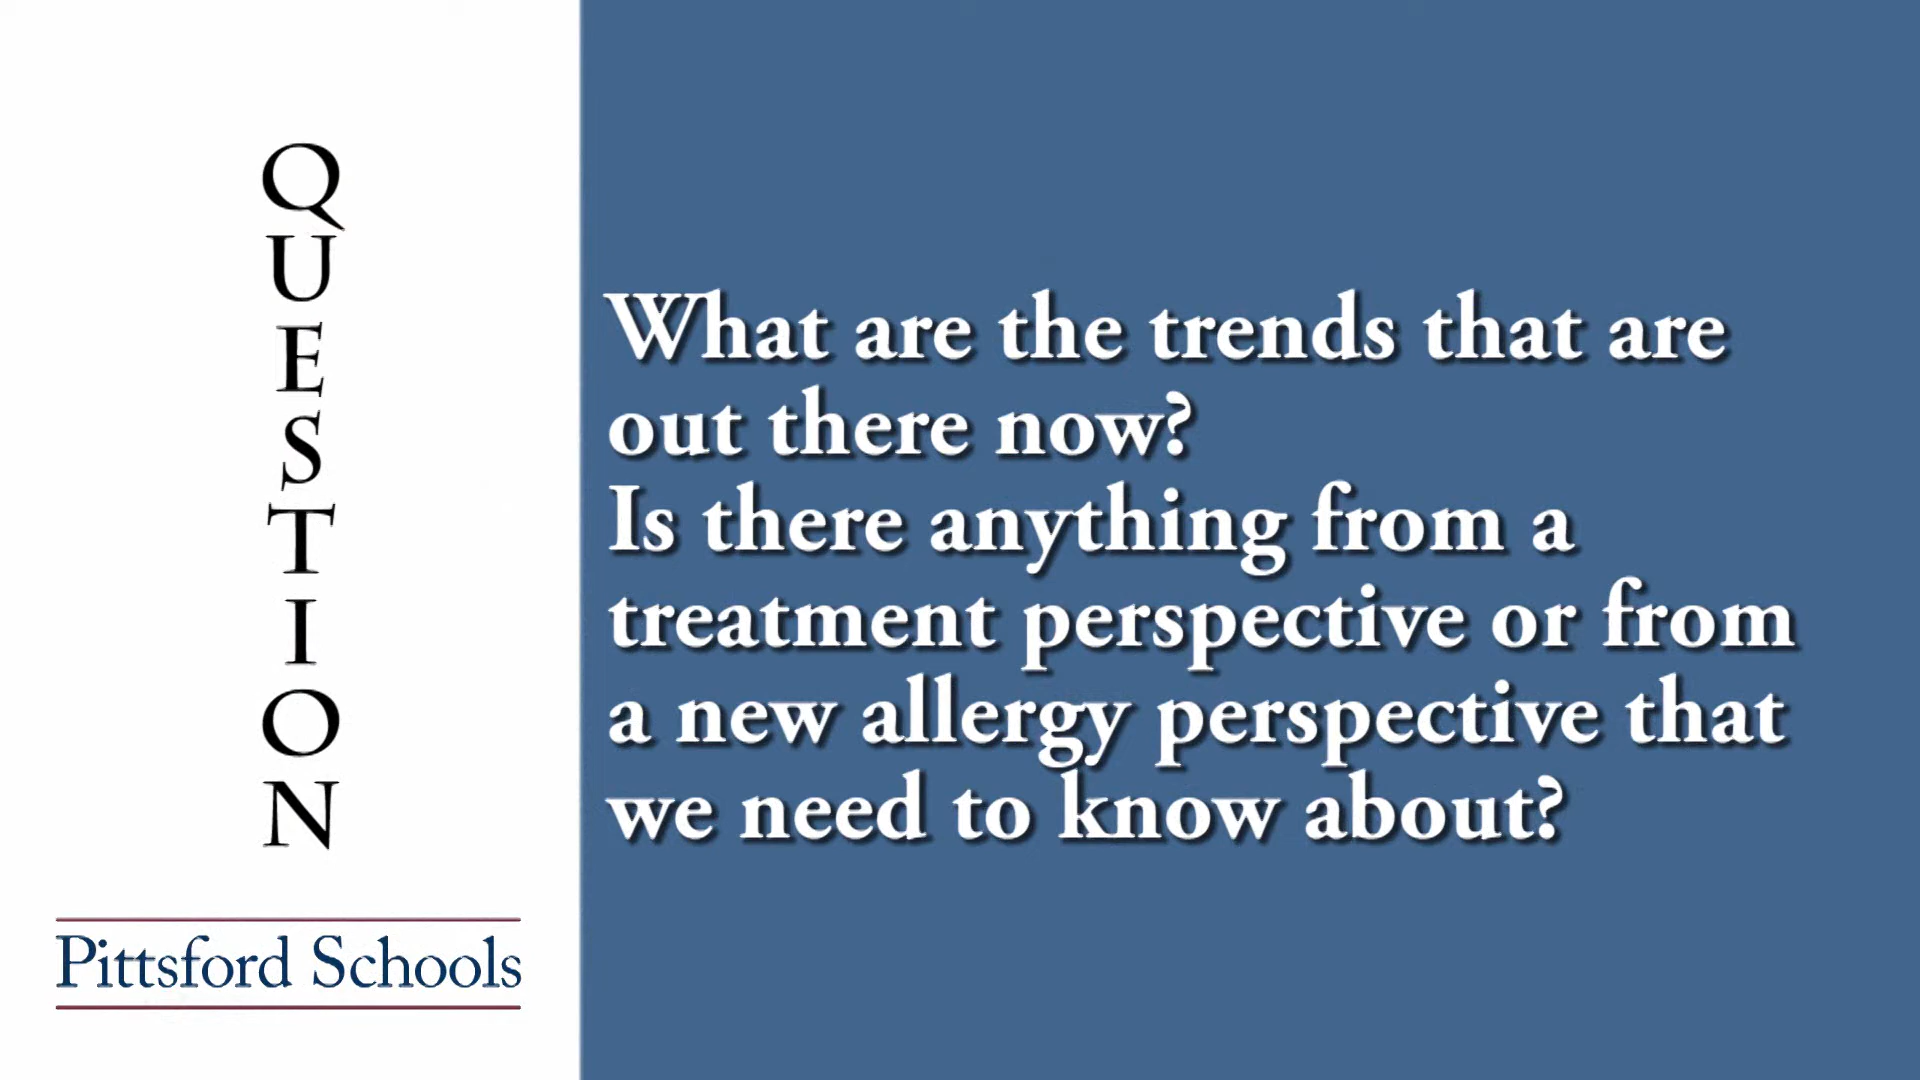 QUESTION
Pittsford Schools
What are the trends that are
out there now?
Is there anything from a
treatment perspective or from
a new allergy perspective that
we need to know about?